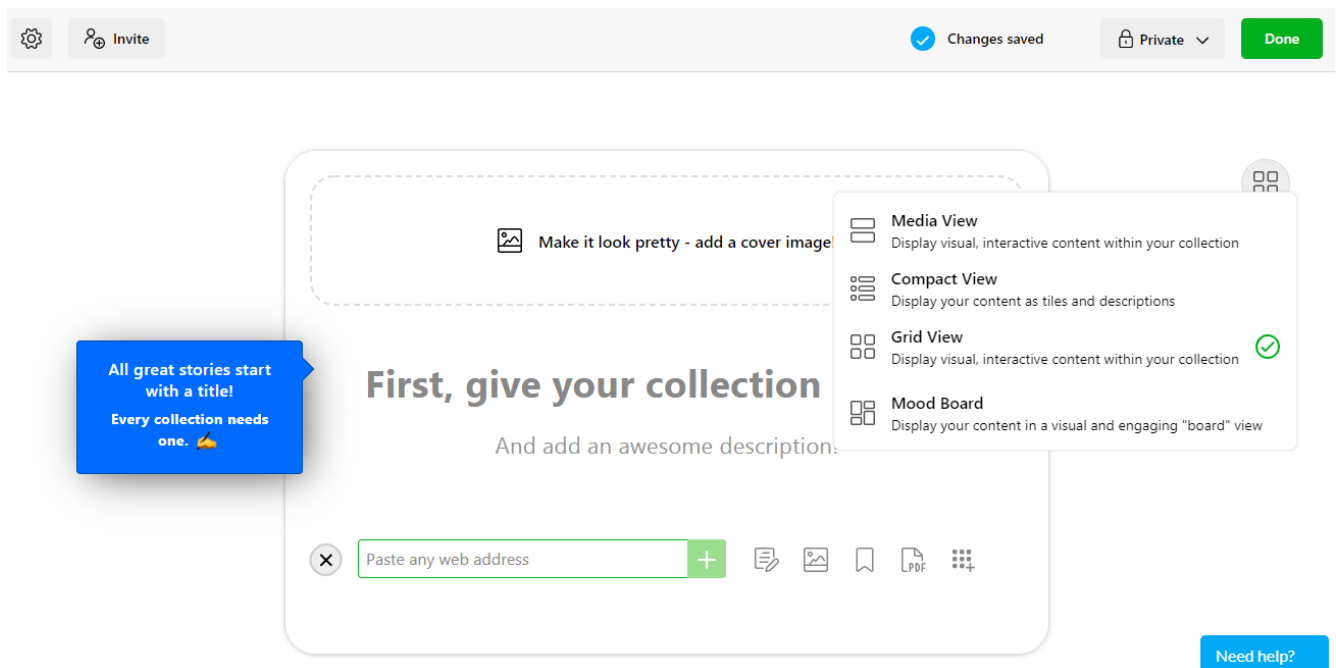 Invite
Changes saved
Private
Done
Make it look pretty - add a cover image!
Media View
Display visual, interactive content within your collection
Compact View
Display your content as tiles and descriptions
Grid View
Display visual, interactive content within your collection
Mood Board
Display your content in a visual and engaging "board" view
All great stories start
with a title!
Every collection needs
one. ✍️
First, give your collection
And add an awesome description!
Paste any web address
PDF
Need help?